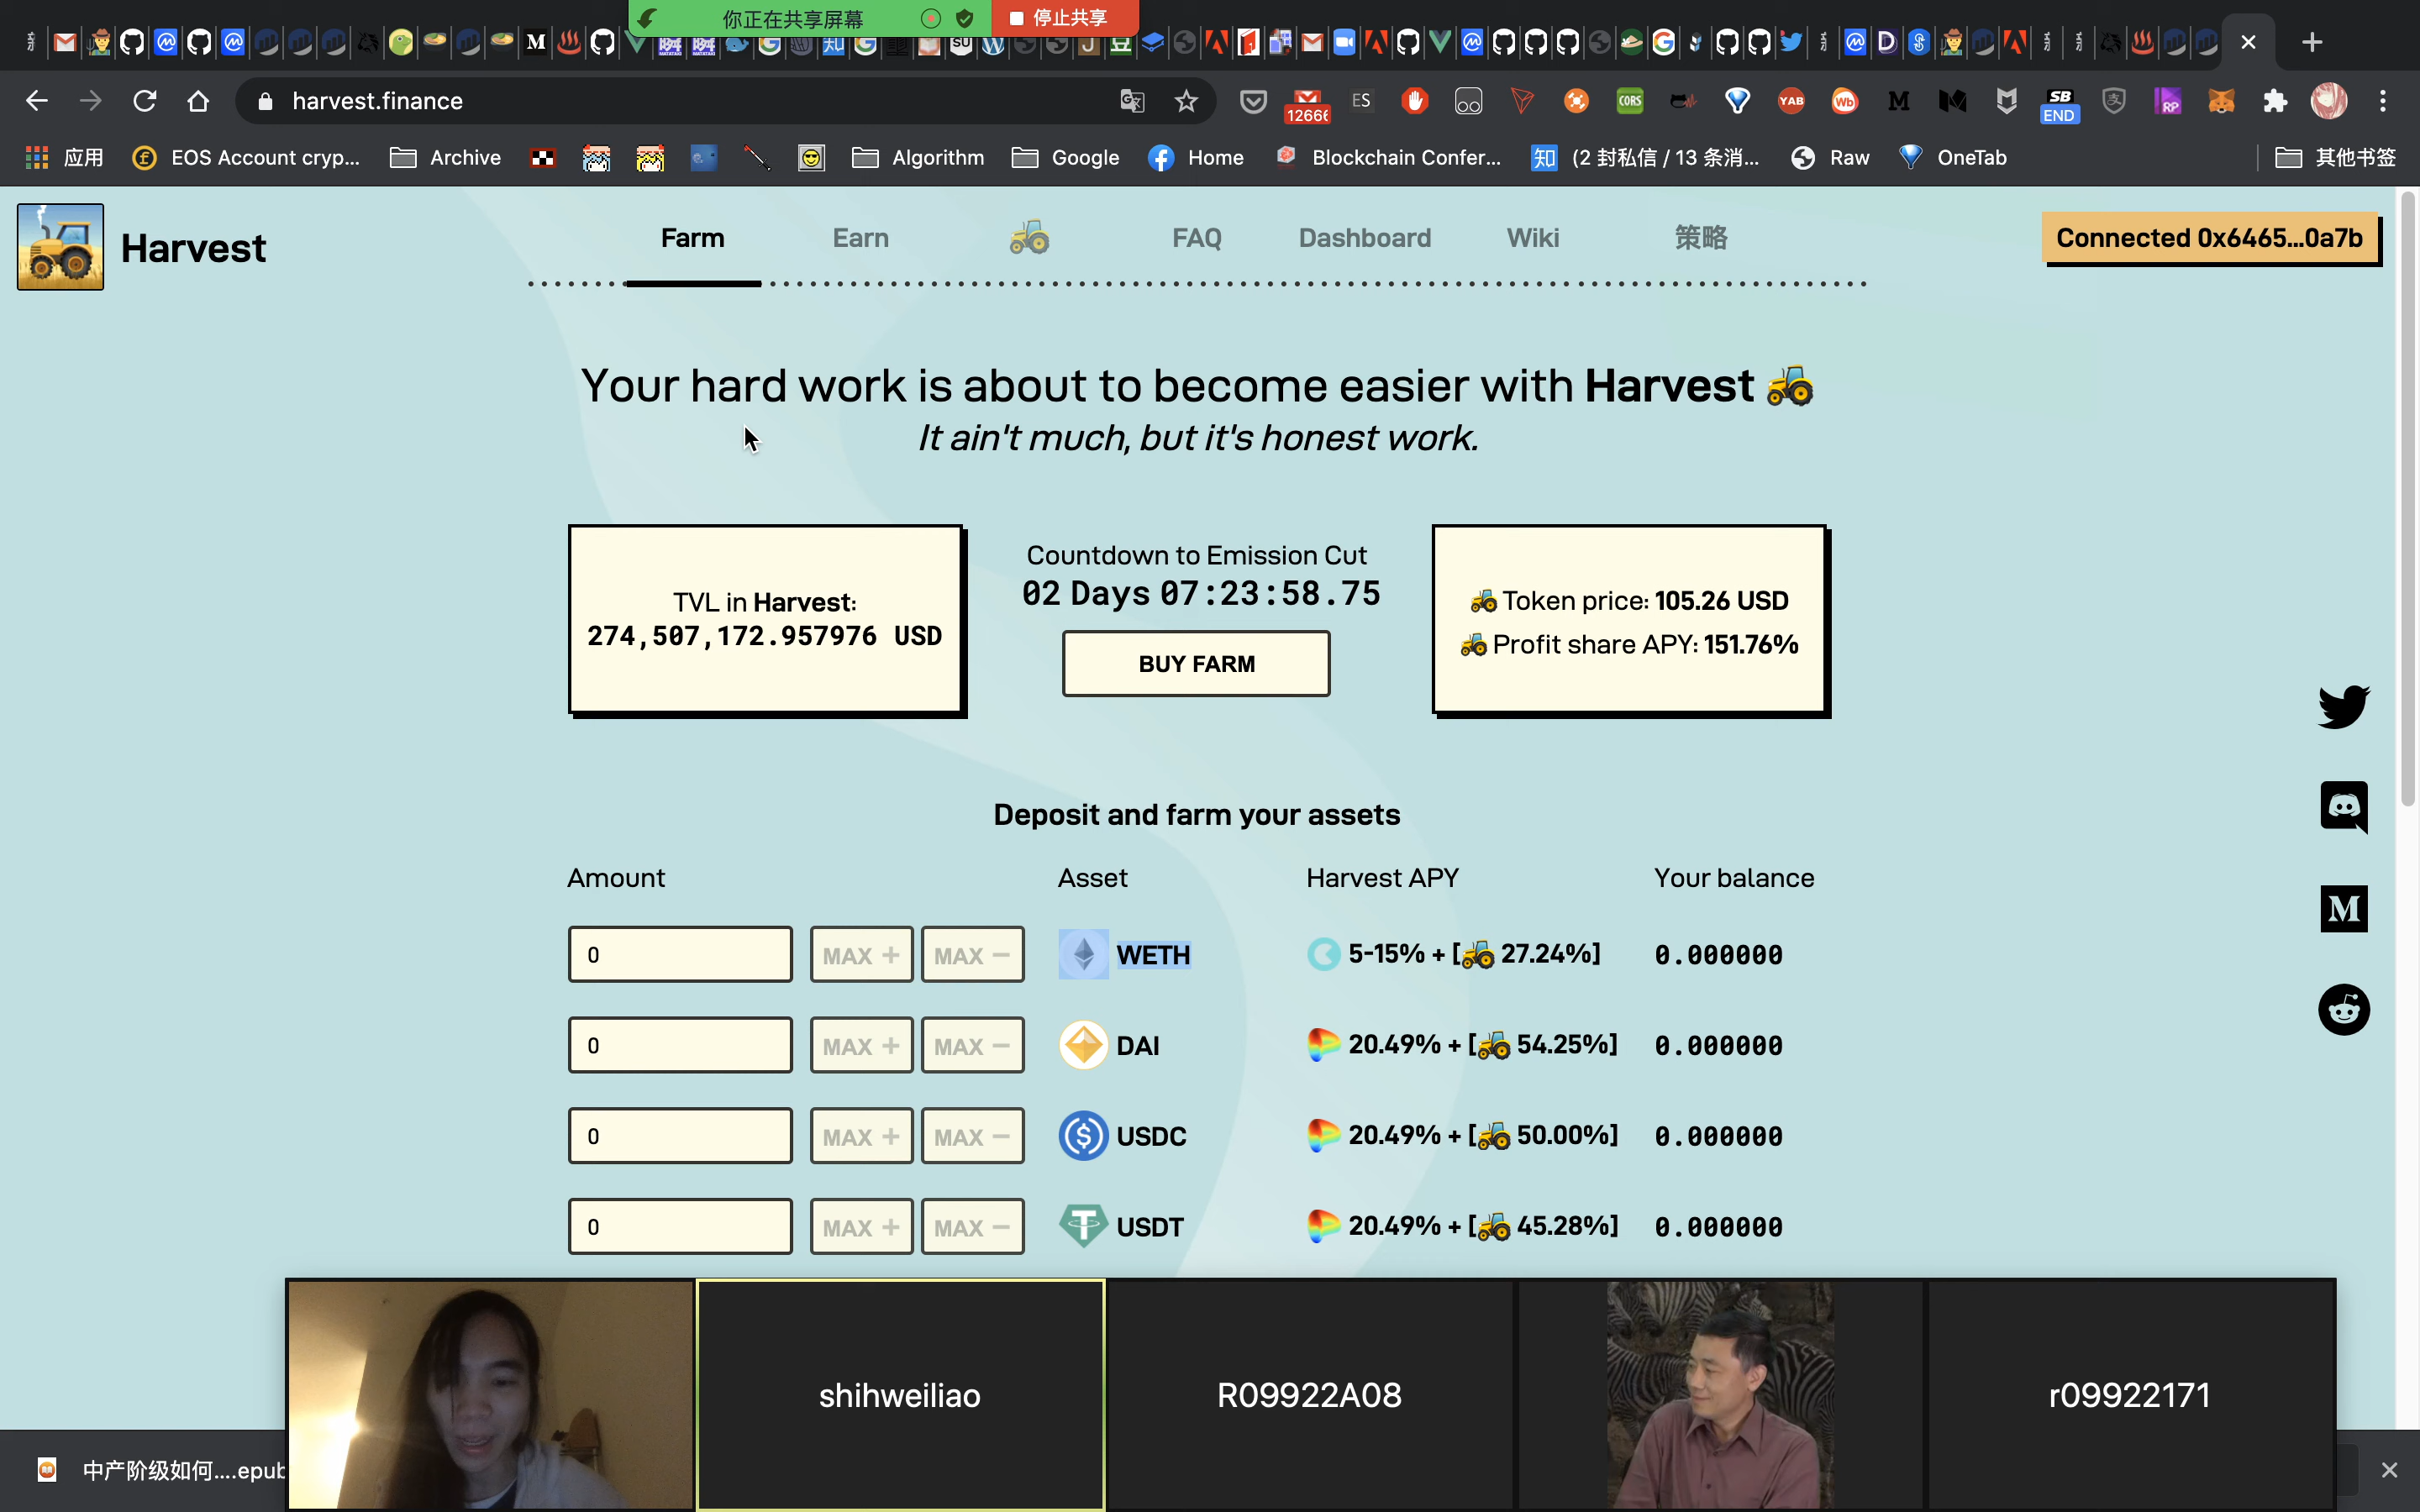 你正在共享屏幕
停止共享
harvest.finance
12666
ES
CORS
YAB
Wb
RP
SB
END
应用
EOS Account cryp...
Archive
Algorithm
Google
Home
Blockchain Confer...
知
(2 封私信 / 13 条消...
Raw
OneTab
其他书签
Harvest
Farm
Earn
FAQ
Dashboard
Wiki
策略
Connected 0x6465...0a7b
Your hard work is about to become easier with Harvest 🚜
It ain't much, but it's honest work.
TVL in Harvest:
274,507,172.957976 USD
Countdown to Emission Cut
02 Days 07:23:58.75
BUY FARM
🚜 Token price: 105.26 USD
🚜 Profit share APY: 151.76%
Deposit and farm your assets
Amount Asset Harvest APY Your balance
0 MAX + MAX − WETH 5-15% + [🚜 27.24%] 0.000000
0 MAX + MAX − DAI 20.49% + [🚜 54.25%] 0.000000
0 MAX + MAX − USDC 20.49% + [🚜 50.00%] 0.000000
0 MAX + MAX − USDT 20.49% + [🚜 45.28%] 0.000000
shihweiliao
R09922A08
r09922171
中产阶级如何....epub